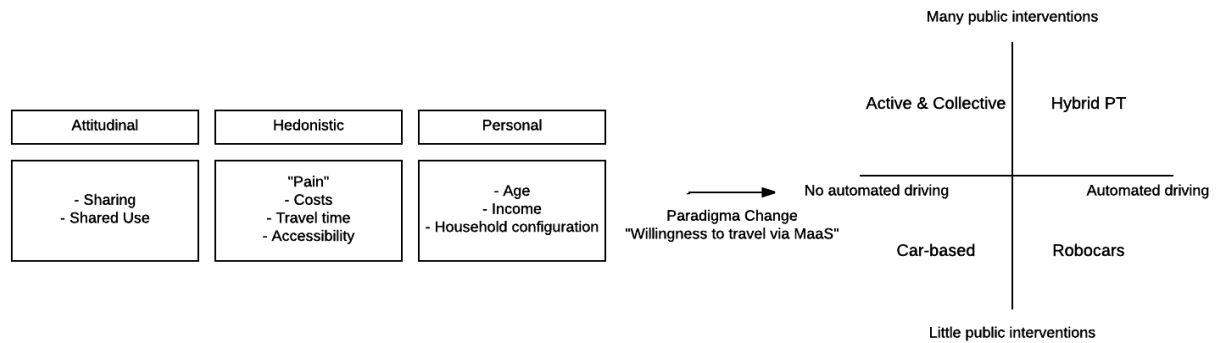 Attitudinal
- Sharing
- Shared Use
Hedonistic
"Pain"
- Costs
- Travel time
- Accessibility
Personal
- Age
- Income
- Household configuration
Paradigma Change
"Willingness to travel via MaaS"
Many public interventions
Active & Collective
Hybrid PT
No automated driving
Automated driving
Car-based
Robocars
Little public interventions